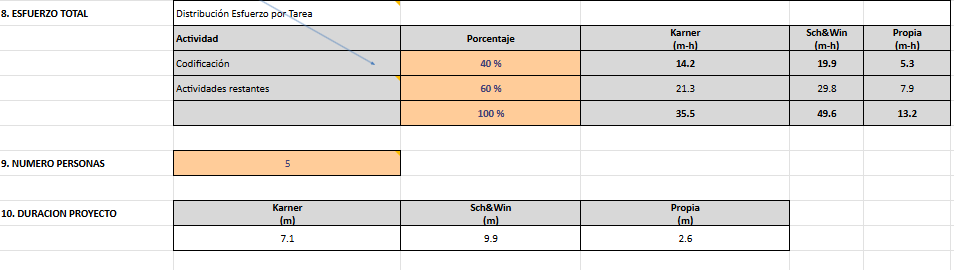 8. ESFUERZO TOTAL Distribución Esfuerzo por Tarea
Actividad Porcentaje Karner (m-h) Sch&Win (m-h) Propia (m-h)
Codificación 40 % 14.2 19.9 5.3
Actividades restantes 60 % 21.3 29.8 7.9
100 % 35.5 49.6 13.2
9. NUMERO PERSONAS 5
10. DURACION PROYECTO Karner (m) Sch&Win (m) Propia (m)
7.1 9.9 2.6